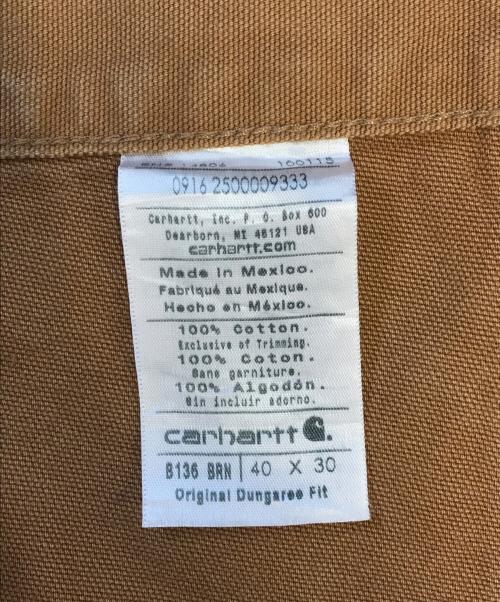 100115
0916 2500009333
Carhartt, Inc. P. O. Box 600
Dearborn, MI 48121 USA
carhartt.com
Made in Mexico.
Fabriqué au Mexique.
Hecho en México.
100% Cotton.
Exclusive of Trimming.
100% Coton.
Sans garniture.
100% Algodón.
Sin incluir adorno.
carhartt
B136 BRN | 40 X 30
Original Dungaree Fit